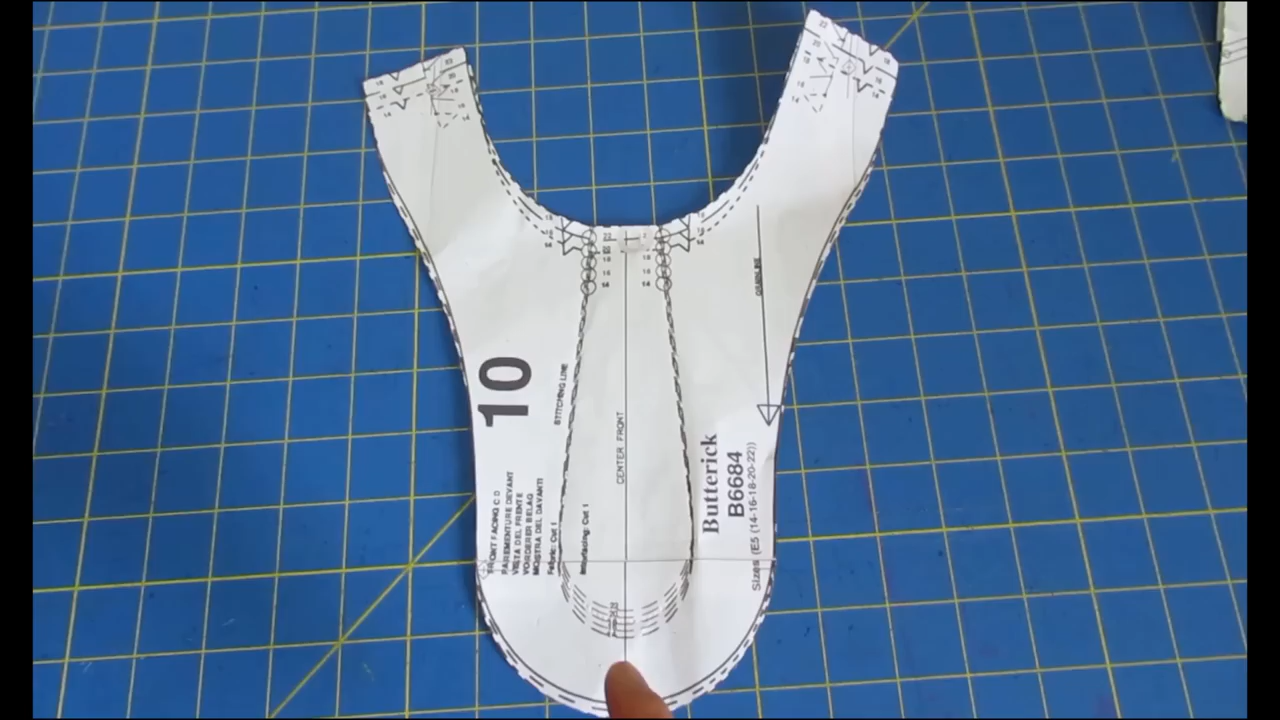 10
STITCHING LINE
FRONT FACING C D
PAREMENTURE DEVANT
VISTA DEL FRENTE
VORDERER BELAG
MOSTRA DEL DAVANTI
Fabric: Cut 1
Interfacing: Cut 1
CENTER FRONT
GRAINLINE
Butterick
B6684
Sizes (E5 (14-16-18-20-22))